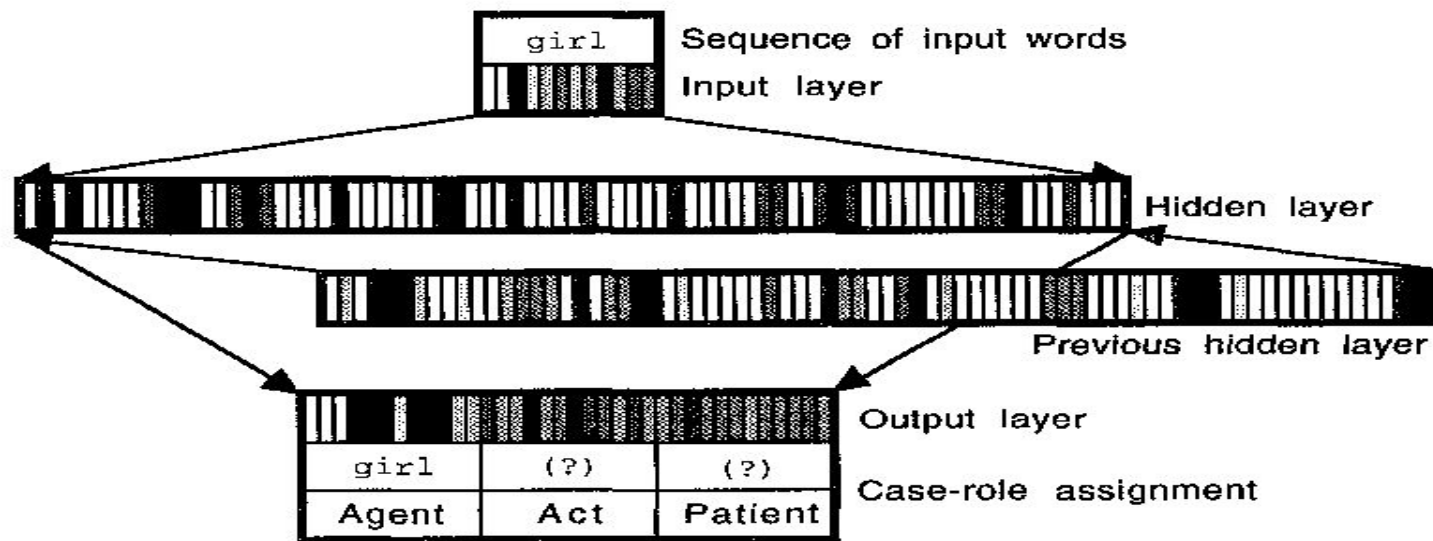 girl Sequence of input words
Input layer
Hidden layer
Previous hidden layer
Output layer
girl (?) (?)
Case-role assignment
Agent Act Patient